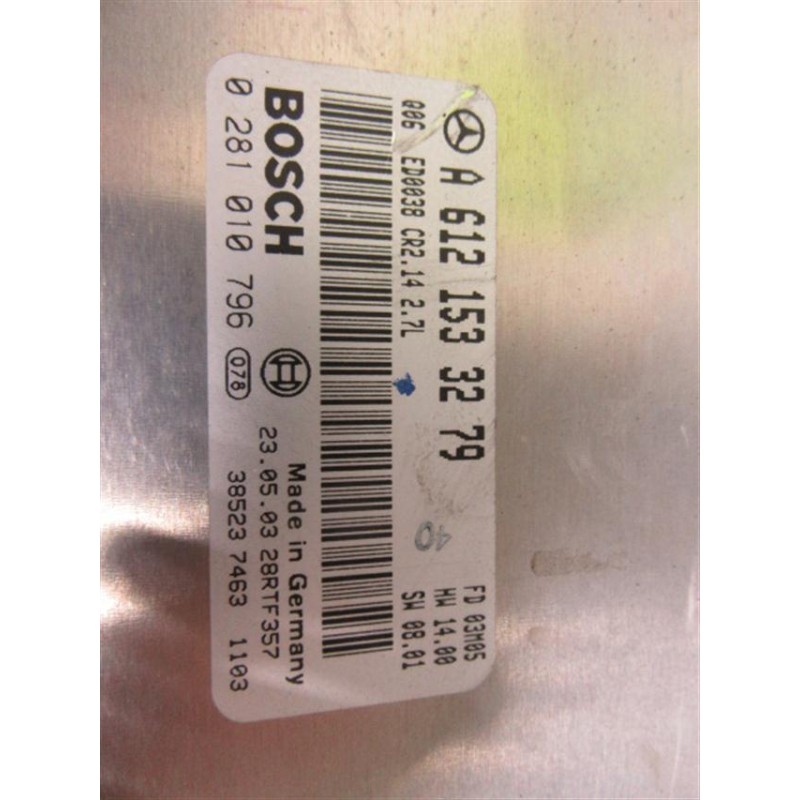 A 612 153 32 79
Q06 ED0038 CR2.14 2.7L
FD 03M05
HW 14.00
SW 08.01
40
BOSCH
0 281 010 796 078
Made in Germany
23.05.03 28RTF357
38523 7463 1103